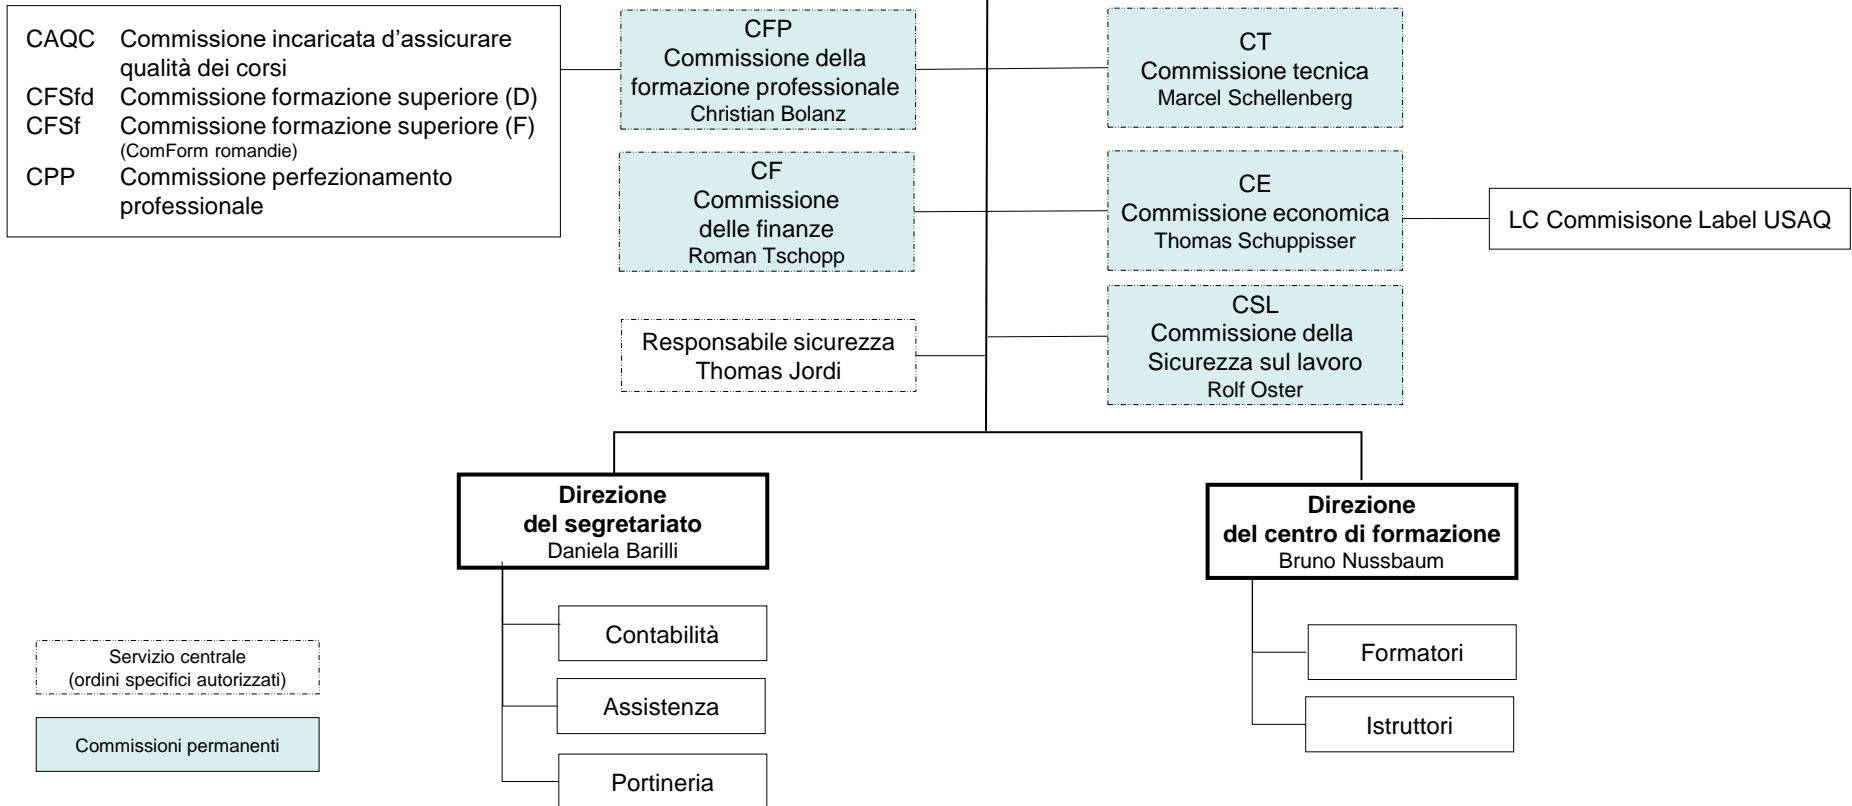 CAQC Commissione incaricata d'assicurare
qualità dei corsi
CFSfd Commissione formazione superiore (D)
CFSf Commissione formazione superiore (F)
(ComForm romandie)
CPP Commissione perfezionamento
professionale
CFP
Commissione della
formazione professionale
Christian Bolanz
CT
Commissione tecnica
Marcel Schellenberg
CF
Commissione
delle finanze
Roman Tschopp
CE
Commissione economica
Thomas Schuppisser
LC Commisisone Label USAQ
Responsabile sicurezza
Thomas Jordi
CSL
Commissione della
Sicurezza sul lavoro
Rolf Oster
Direzione
del segretariato
Daniela Barilli
Direzione
del centro di formazione
Bruno Nussbaum
Contabilità
Assistenza
Portineria
Formatori
Istruttori
Servizio centrale
(ordini specifici autorizzati)
Commissioni permanenti